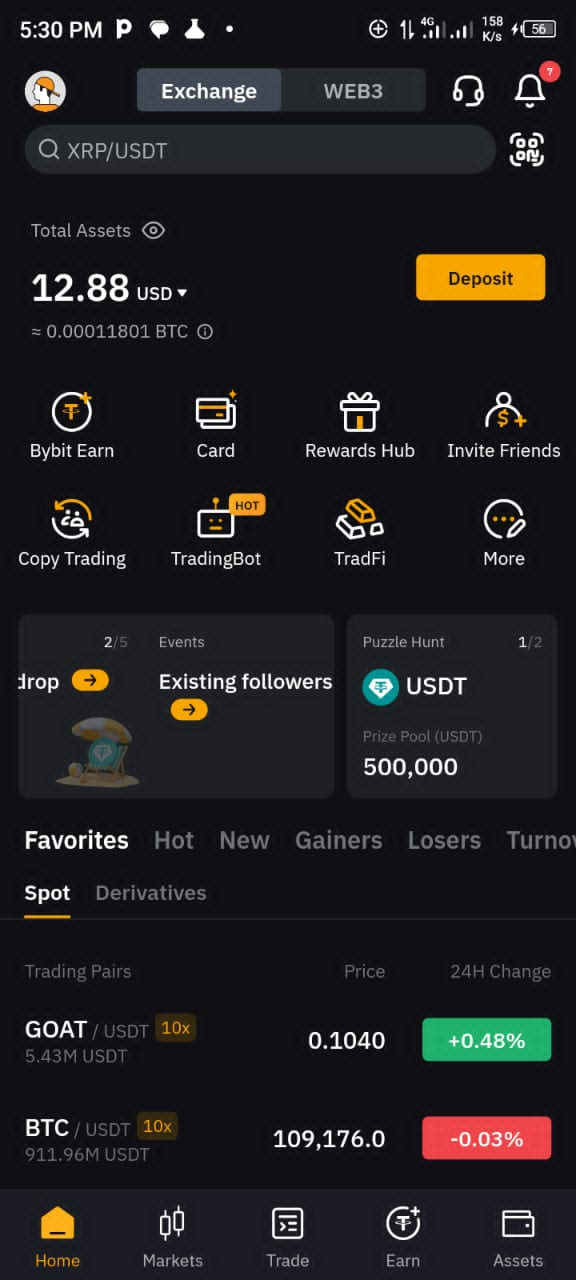 5:30 PM
4G
158 K/s
56
Exchange
WEB3
7
XRP/USDT
Total Assets
12.88 USD
Deposit
≈ 0.00011801 BTC
Bybit Earn
Card
Rewards Hub
Invite Friends
HOT
Copy Trading
TradingBot
TradFi
More
2/5
drop
Events
Existing followers
Puzzle Hunt
1/2
USDT
Prize Pool (USDT)
500,000
Favorites Hot New Gainers Losers Turnov
Spot Derivatives
Trading Pairs Price 24H Change
GOAT / USDT 10x
5.43M USDT
0.1040
+0.48%
BTC / USDT 10x
911.96M USDT
109,176.0
-0.03%
Home Markets Trade Earn Assets